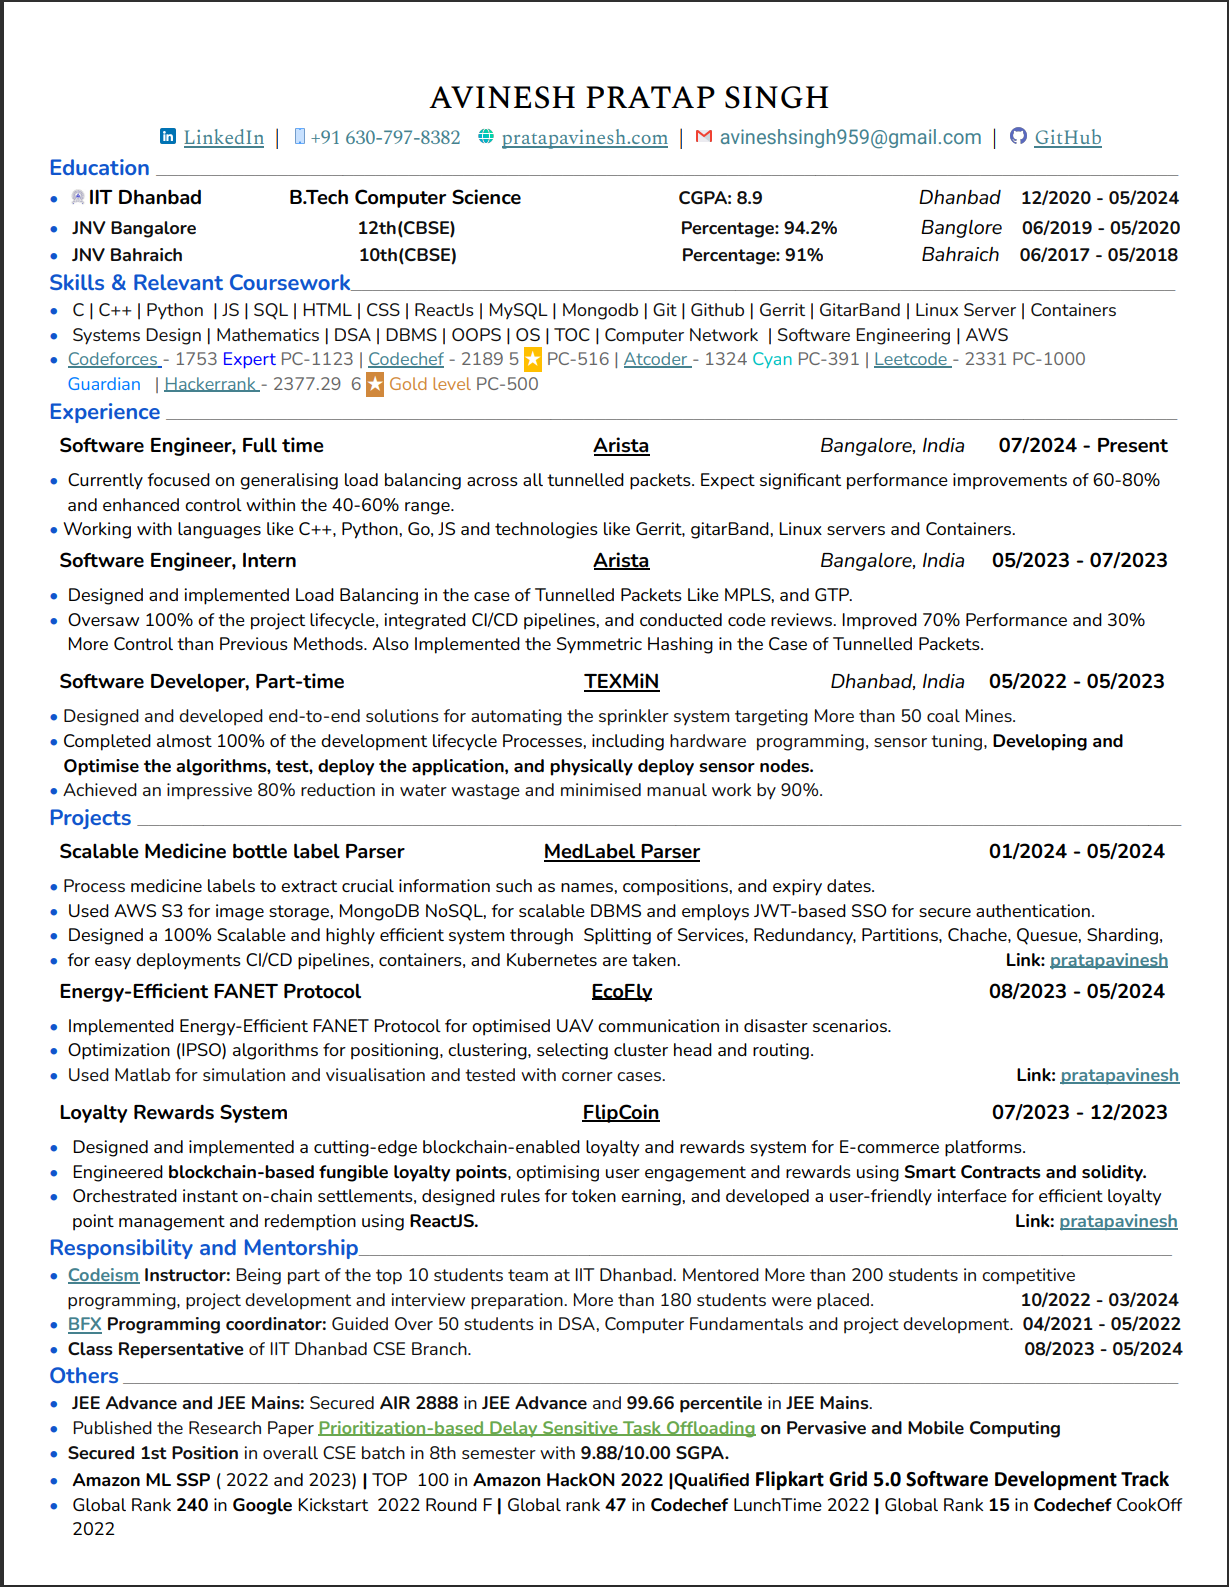 AVINESH PRATAP SINGH
LinkedIn | +91 630-797-8382 pratapavinesh.com | avineshsingh959@gmail.com | GitHub
Education
• IIT Dhanbad B.Tech Computer Science CGPA: 8.9 Dhanbad 12/2020 - 05/2024
• JNV Bangalore 12th(CBSE) Percentage: 94.2% Banglore 06/2019 - 05/2020
• JNV Bahraich 10th(CBSE) Percentage: 91% Bahraich 06/2017 - 05/2018
Skills & Relevant Coursework
• C | C++ | Python | JS | SQL | HTML | CSS | ReactJs | MySQL | Mongodb | Git | Github | Gerrit | GitarBand | Linux Server | Containers
• Systems Design | Mathematics | DSA | DBMS | OOPS | OS | TOC | Computer Network | Software Engineering | AWS
• Codeforces - 1753 Expert PC-1123 | Codechef - 2189 5 ★ PC-516 | Atcoder - 1324 Cyan PC-391 | Leetcode - 2331 PC-1000
Guardian | Hackerrank - 2377.29 6 ★ Gold level PC-500
Experience
Software Engineer, Full time Arista Bangalore, India 07/2024 - Present
• Currently focused on generalising load balancing across all tunnelled packets. Expect significant performance improvements of 60-80%
and enhanced control within the 40-60% range.
• Working with languages like C++, Python, Go, JS and technologies like Gerrit, gitarBand, Linux servers and Containers.
Software Engineer, Intern Arista Bangalore, India 05/2023 - 07/2023
• Designed and implemented Load Balancing in the case of Tunnelled Packets Like MPLS, and GTP.
• Oversaw 100% of the project lifecycle, integrated CI/CD pipelines, and conducted code reviews. Improved 70% Performance and 30%
More Control than Previous Methods. Also Implemented the Symmetric Hashing in the Case of Tunnelled Packets.
Software Developer, Part-time TEXMiN Dhanbad, India 05/2022 - 05/2023
• Designed and developed end-to-end solutions for automating the sprinkler system targeting More than 50 coal Mines.
• Completed almost 100% of the development lifecycle Processes, including hardware programming, sensor tuning, Developing and
Optimise the algorithms, test, deploy the application, and physically deploy sensor nodes.
• Achieved an impressive 80% reduction in water wastage and minimised manual work by 90%.
Projects
Scalable Medicine bottle label Parser MedLabel Parser 01/2024 - 05/2024
• Process medicine labels to extract crucial information such as names, compositions, and expiry dates.
• Used AWS S3 for image storage, MongoDB NoSQL, for scalable DBMS and employs JWT-based SSO for secure authentication.
• Designed a 100% Scalable and highly efficient system through Splitting of Services, Redundancy, Partitions, Chache, Quesue, Sharding,
• for easy deployments CI/CD pipelines, containers, and Kubernetes are taken. Link: pratapavinesh
Energy-Efficient FANET Protocol EcoFly 08/2023 - 05/2024
• Implemented Energy-Efficient FANET Protocol for optimised UAV communication in disaster scenarios.
• Optimization (IPSO) algorithms for positioning, clustering, selecting cluster head and routing.
• Used Matlab for simulation and visualisation and tested with corner cases. Link: pratapavinesh
Loyalty Rewards System FlipCoin 07/2023 - 12/2023
• Designed and implemented a cutting-edge blockchain-enabled loyalty and rewards system for E-commerce platforms.
• Engineered blockchain-based fungible loyalty points, optimising user engagement and rewards using Smart Contracts and solidity.
• Orchestrated instant on-chain settlements, designed rules for token earning, and developed a user-friendly interface for efficient loyalty
point management and redemption using ReactJS. Link: pratapavinesh
Responsibility and Mentorship
• Codeism Instructor: Being part of the top 10 students team at IIT Dhanbad. Mentored More than 200 students in competitive
programming, project development and interview preparation. More than 180 students were placed. 10/2022 - 03/2024
• BFX Programming coordinator: Guided Over 50 students in DSA, Computer Fundamentals and project development. 04/2021 - 05/2022
• Class Repersentative of IIT Dhanbad CSE Branch. 08/2023 - 05/2024
Others
• JEE Advance and JEE Mains: Secured AIR 2888 in JEE Advance and 99.66 percentile in JEE Mains.
• Published the Research Paper Prioritization-based Delay Sensitive Task Offloading on Pervasive and Mobile Computing
• Secured 1st Position in overall CSE batch in 8th semester with 9.88/10.00 SGPA.
• Amazon ML SSP ( 2022 and 2023) | TOP 100 in Amazon HackON 2022 |Qualified Flipkart Grid 5.0 Software Development Track
• Global Rank 240 in Google Kickstart 2022 Round F | Global rank 47 in Codechef LunchTime 2022 | Global Rank 15 in Codechef CookOff
2022